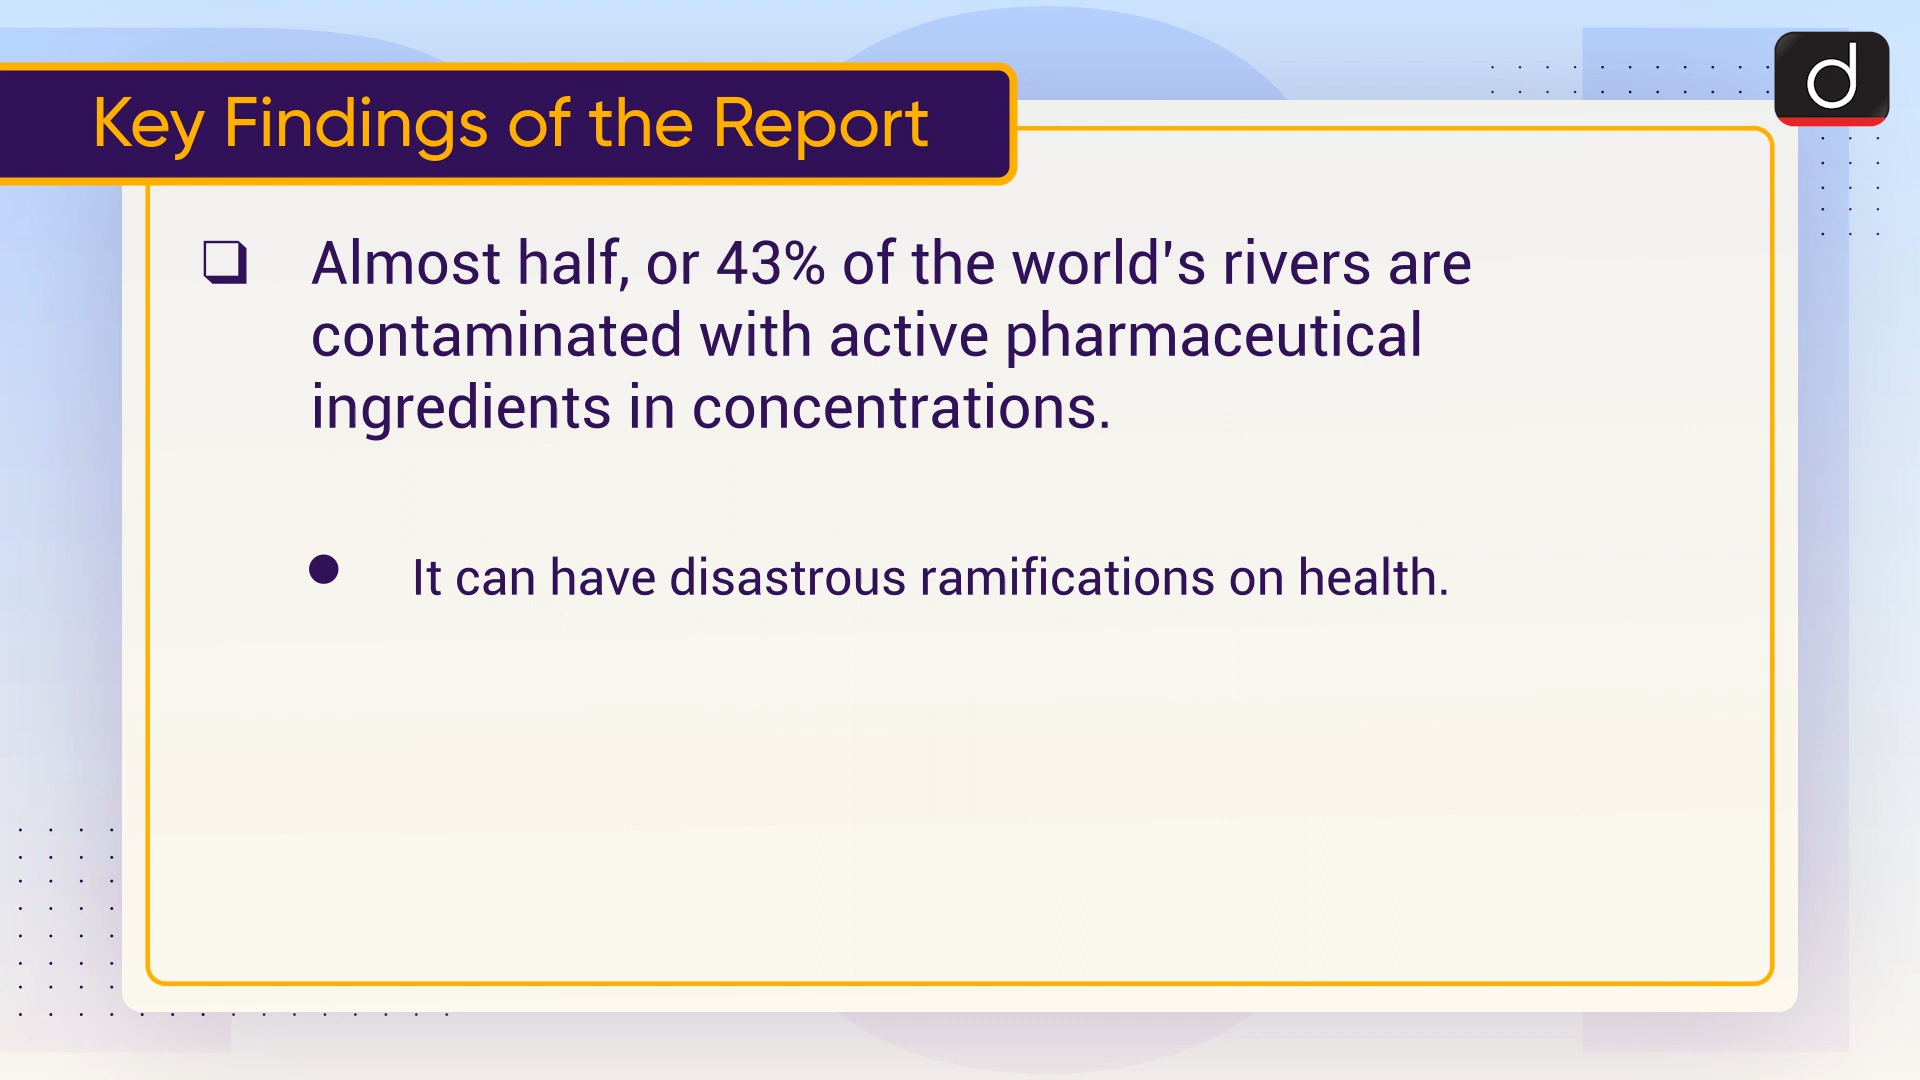 Key Findings of the Report
d
❑ Almost half, or 43% of the world's rivers are
contaminated with active pharmaceutical
ingredients in concentrations.
● It can have disastrous ramifications on health.